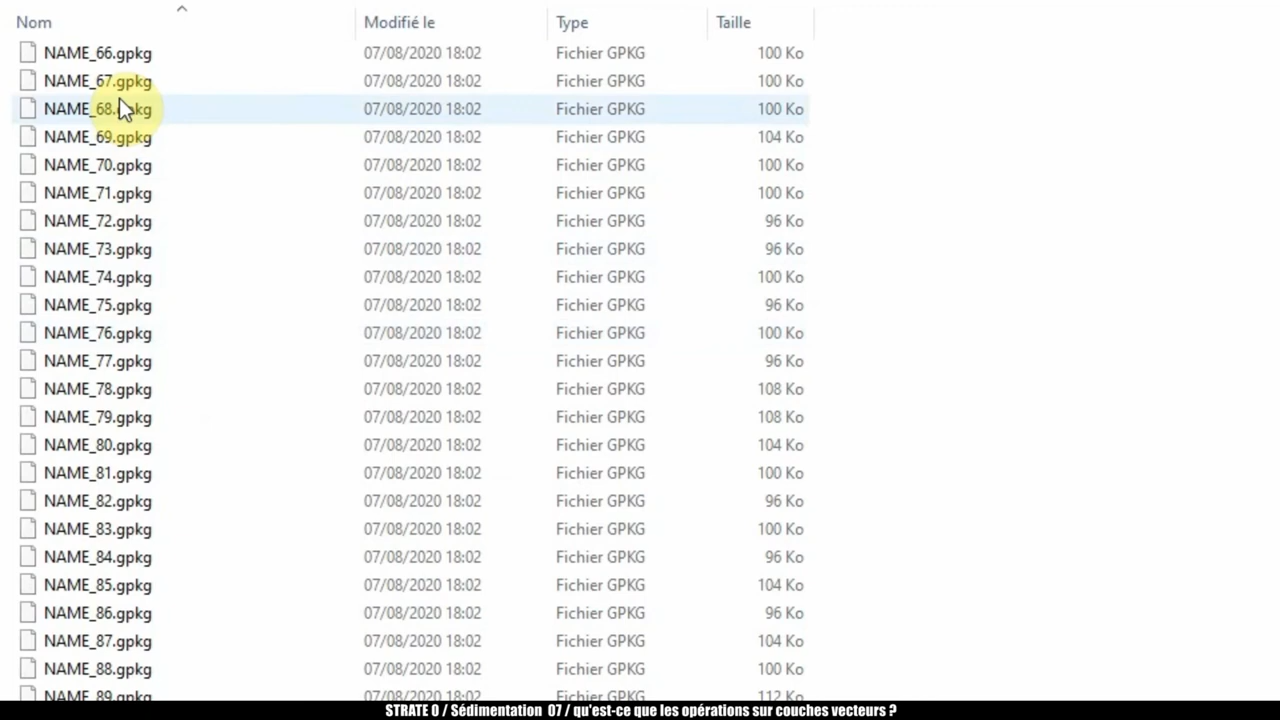 Nom Modifié le Type Taille
NAME_66.gpkg 07/08/2020 18:02 Fichier GPKG 100 Ko
NAME_67.gpkg 07/08/2020 18:02 Fichier GPKG 100 Ko
NAME_68.gpkg 07/08/2020 18:02 Fichier GPKG 100 Ko
NAME_69.gpkg 07/08/2020 18:02 Fichier GPKG 104 Ko
NAME_70.gpkg 07/08/2020 18:02 Fichier GPKG 100 Ko
NAME_71.gpkg 07/08/2020 18:02 Fichier GPKG 100 Ko
NAME_72.gpkg 07/08/2020 18:02 Fichier GPKG 96 Ko
NAME_73.gpkg 07/08/2020 18:02 Fichier GPKG 96 Ko
NAME_74.gpkg 07/08/2020 18:02 Fichier GPKG 100 Ko
NAME_75.gpkg 07/08/2020 18:02 Fichier GPKG 96 Ko
NAME_76.gpkg 07/08/2020 18:02 Fichier GPKG 100 Ko
NAME_77.gpkg 07/08/2020 18:02 Fichier GPKG 96 Ko
NAME_78.gpkg 07/08/2020 18:02 Fichier GPKG 108 Ko
NAME_79.gpkg 07/08/2020 18:02 Fichier GPKG 108 Ko
NAME_80.gpkg 07/08/2020 18:02 Fichier GPKG 104 Ko
NAME_81.gpkg 07/08/2020 18:02 Fichier GPKG 100 Ko
NAME_82.gpkg 07/08/2020 18:02 Fichier GPKG 96 Ko
NAME_83.gpkg 07/08/2020 18:02 Fichier GPKG 100 Ko
NAME_84.gpkg 07/08/2020 18:02 Fichier GPKG 96 Ko
NAME_85.gpkg 07/08/2020 18:02 Fichier GPKG 104 Ko
NAME_86.gpkg 07/08/2020 18:02 Fichier GPKG 96 Ko
NAME_87.gpkg 07/08/2020 18:02 Fichier GPKG 104 Ko
NAME_88.gpkg 07/08/2020 18:02 Fichier GPKG 100 Ko
NAME_89.gpkg 07/08/2020 18:02 Fichier GPKG 112 Ko
STRATE 0 / Sédimentation 07 / qu'est-ce que les opérations sur couches vecteurs ?